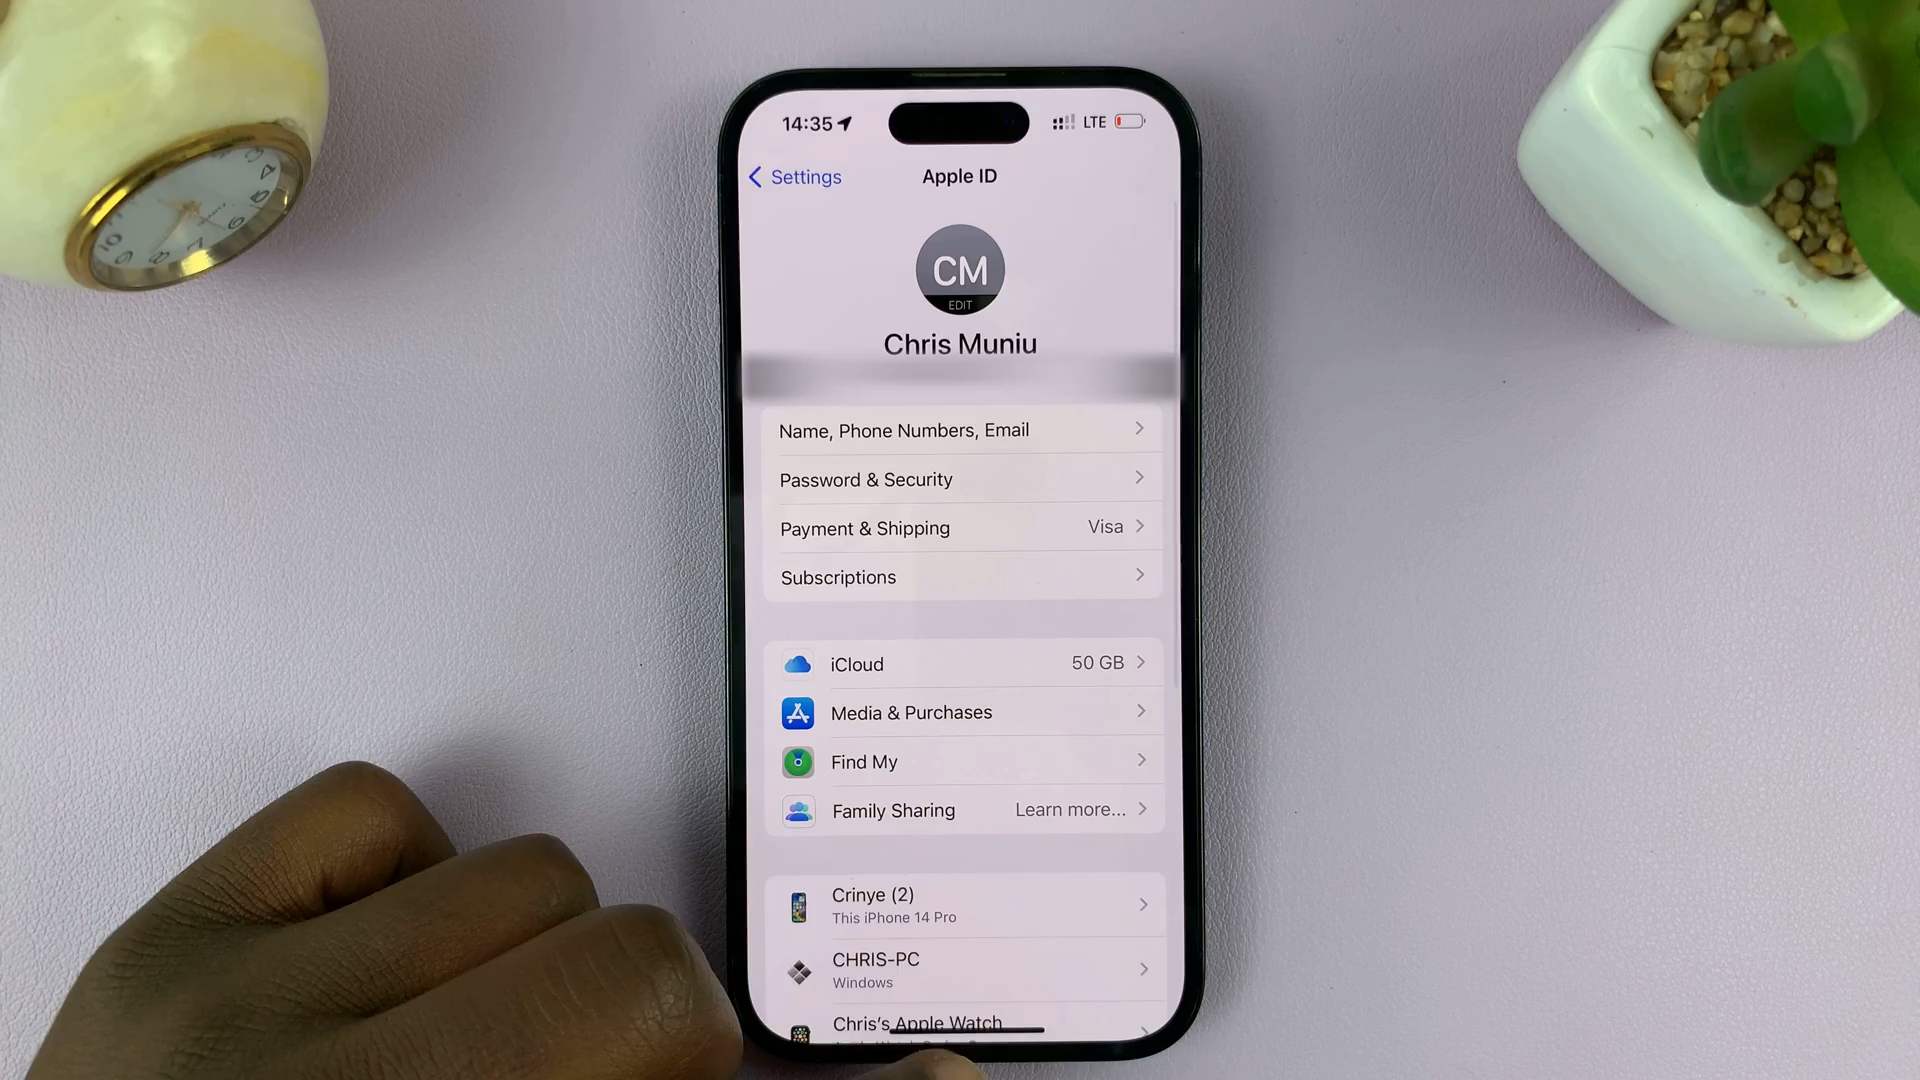 14:35
LTE
Settings
Apple ID
CM
EDIT
Chris Muniu
Name, Phone Numbers, Email
Password & Security
Payment & Shipping Visa
Subscriptions
iCloud 50 GB
Media & Purchases
Find My
Family Sharing Learn more...
Crinye (2)
This iPhone 14 Pro
CHRIS-PC
Windows
Chris's Apple Watch